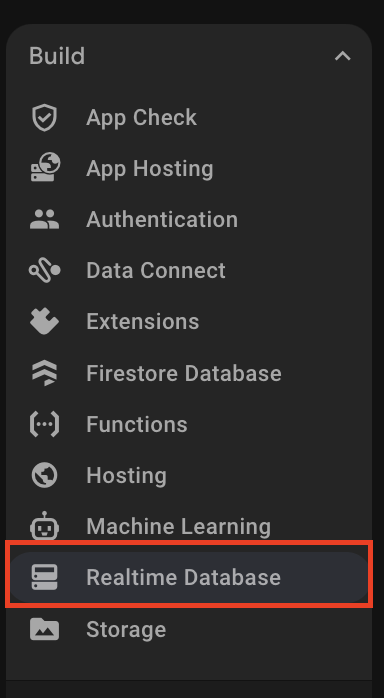 Build
App Check
App Hosting
Authentication
Data Connect
Extensions
Firestore Database
Functions
Hosting
Machine Learning
Realtime Database
Storage